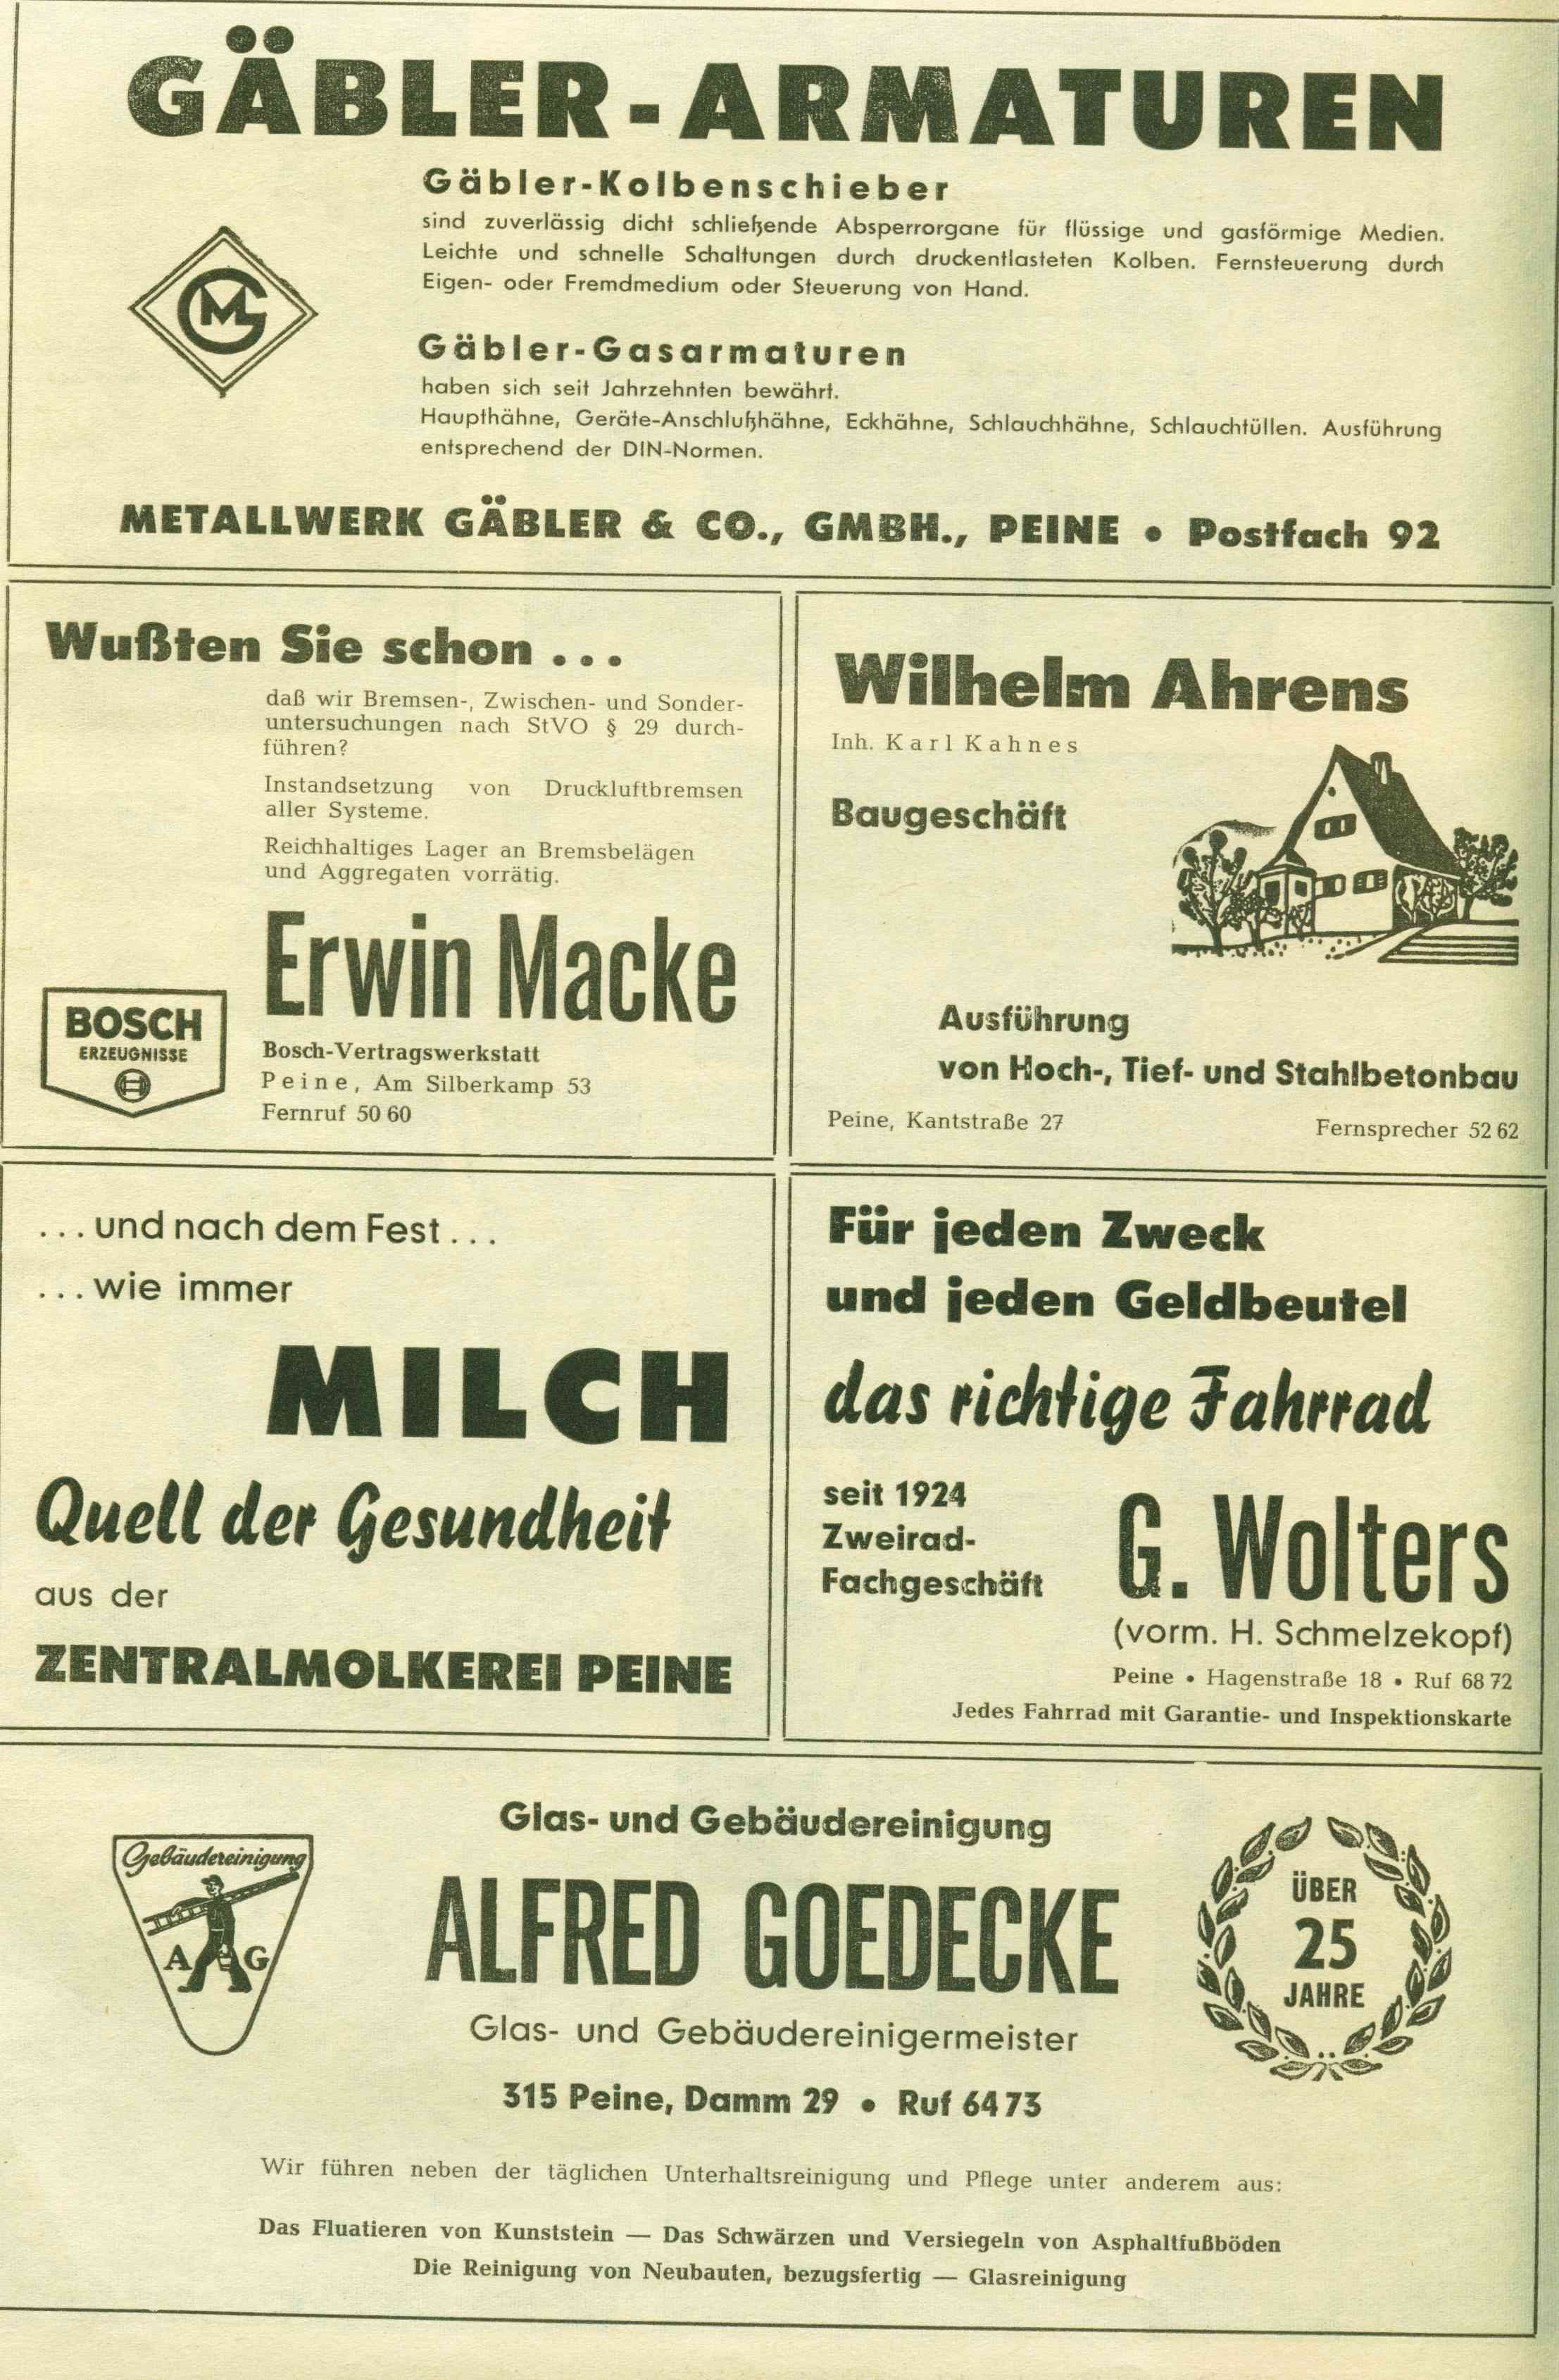 GÄBLER-ARMATUREN
Gäbler-Kolbenschieber
sind zuverlässig dicht schließende Absperrorgane für flüssige und gasförmige Medien.
Leichte und schnelle Schaltungen durch druckentlasteten Kolben. Fernsteuerung durch
Eigen- oder Fremdmedium oder Steuerung von Hand.
Gäbler-Gasarmaturen
haben sich seit Jahrzehnten bewährt.
Haupthähne, Geräte-Anschlußhähne, Eckhähne, Schlauchhähne, Schlauchtüllen. Ausführung
entsprechend der DIN-Normen.
METALLWERK GÄBLER & CO., GMBH., PEINE • Postfach 92
Wußten Sie schon ...
daß wir Bremsen-, Zwischen- und Sonder-
untersuchungen nach StVO § 29 durch-
führen?
Instandsetzung von Druckluftbremsen
aller Systeme.
Reichhaltiges Lager an Bremsbelägen
und Aggregaten vorrätig.
Erwin Macke
BOSCH
ERZEUGNISSE
Bosch-Vertragswerkstatt
Peine, Am Silberkamp 53
Fernruf 50 60
Wilhelm Ahrens
Inh. Karl Kahnes
Baugeschäft
Ausführung
von Hoch-, Tief- und Stahlbetonbau
Peine, Kantstraße 27 Fernsprecher 52 62
... und nach dem Fest ...
... wie immer
MILCH
Quell der Gesundheit
aus der
ZENTRALMOLKEREI PEINE
Für jeden Zweck
und jeden Geldbeutel
das richtige Fahrrad
seit 1924
Zweirad-
Fachgeschäft
G. Wolters
(vorm. H. Schmelzekopf)
Peine • Hagenstraße 18 • Ruf 68 72
Jedes Fahrrad mit Garantie- und Inspektionskarte
Glas- und Gebäudereinigung
Gebäudereinigung
A G
ALFRED GOEDECKE
ÜBER
25
JAHRE
Glas- und Gebäudereinigermeister
315 Peine, Damm 29 • Ruf 64 73
Wir führen neben der täglichen Unterhaltsreinigung und Pflege unter anderem aus:
Das Fluatieren von Kunststein — Das Schwärzen und Versiegeln von Asphaltfußböden
Die Reinigung von Neubauten, bezugsfertig — Glasreinigung